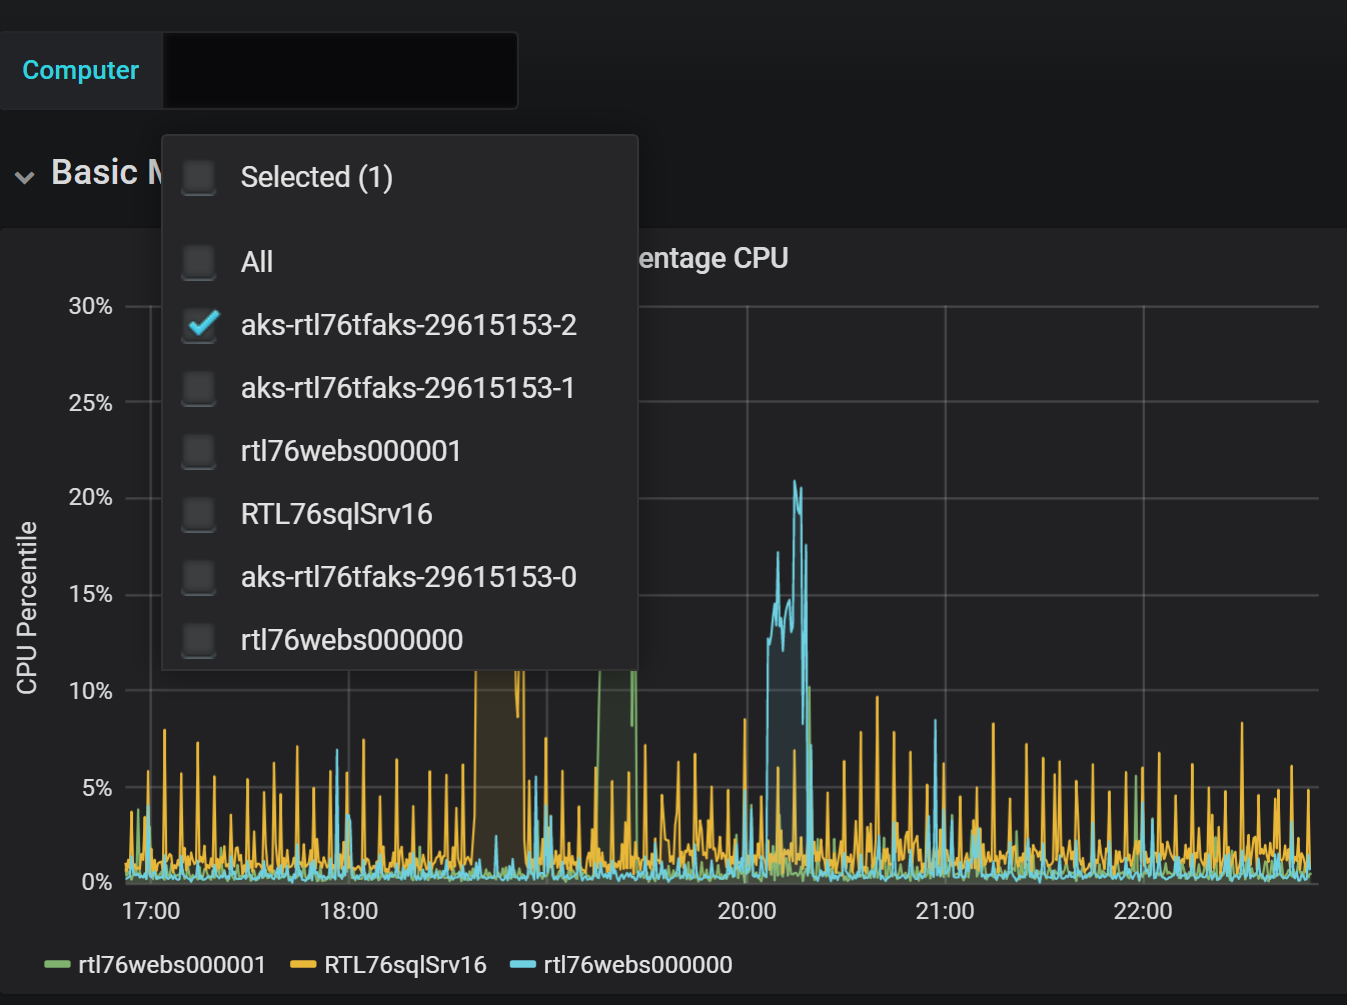 Computer
Basic
Selected (1)
All
aks-rtl76tfaks-29615153-2
aks-rtl76tfaks-29615153-1
rtl76webs000001
RTL76sqlSrv16
aks-rtl76tfaks-29615153-0
rtl76webs000000
entage CPU
CPU Percentile
30%
25%
20%
15%
10%
5%
0%
17:00 18:00 19:00 20:00 21:00 22:00
rtl76webs000001 RTL76sqlSrv16 rtl76webs000000